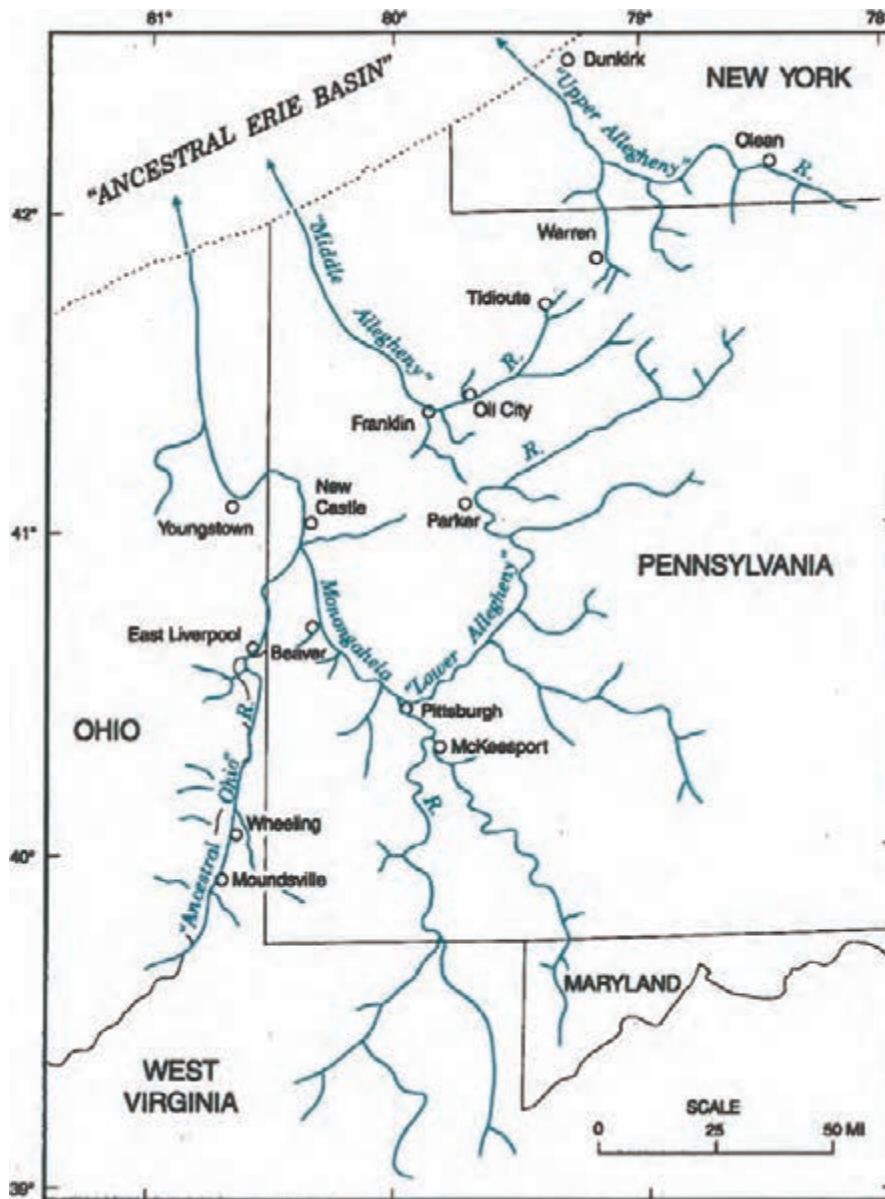 81°
80°
79°
78
Dunkirk
NEW YORK
"ANCESTRAL ERIE BASIN"
"Upper Allegheny"
Olean
R.
42°
Warren
"Middle
Allegheny"
Tidioute
R.
Oil City
Franklin
R.
New
Castle
Youngstown
Parker
41°
PENNSYLVANIA
East Liverpool
Beaver
Monongahela
"Lower Allegheny"
Pittsburgh
OHIO
R.
McKeesport
"Ancestral Ohio"
R.
Wheeling
40°
Moundsville
MARYLAND
WEST
VIRGINIA
SCALE
0 25 50 MI
39°